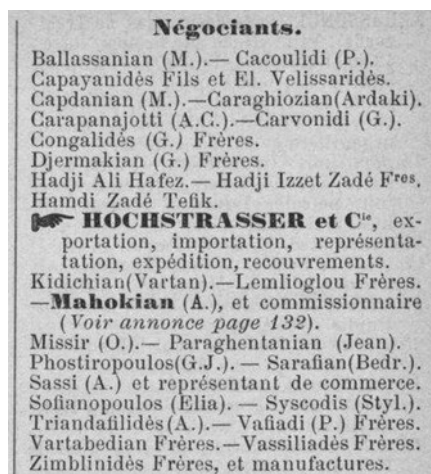 Négociants.
Ballassanian (M.).— Cacoulidi (P.).
Capayanidès Fils et El. Velissaridès.
Capdanian (M.).—Caraghiozian(Ardaki).
Carapanajotti (A.C.).—Carvonidi (G.).
Congalidès (G.) Frères.
Djermakian (G.) Frères.
Hadji Ali Hafez.— Hadji Izzet Zadé Fres.
Hamdi Zadé Tefik.
☛ HOCHSTRASSER et Cie, ex-
portation, importation, représenta-
tation, expédition, recouvrements.
Kidichian(Vartan).—Lemlioglou Frères.
—Mahokian (A.), et commissionnaire
(Voir annonce page 132).
Missir (O.).— Paraghentanian (Jean).
Phostiropoulos(G.J.). — Sarafian(Bedr.).
Sassi (A.) et représentant de commerce.
Sofianopoulos (Elia). — Syscodis (Styl.).
Triandafilidès(A.).— Vafiadi (P.) Frères.
Vartabedian Frères.—Vassiliadès Frères.
Zimblinidès Frères, et manufactures.